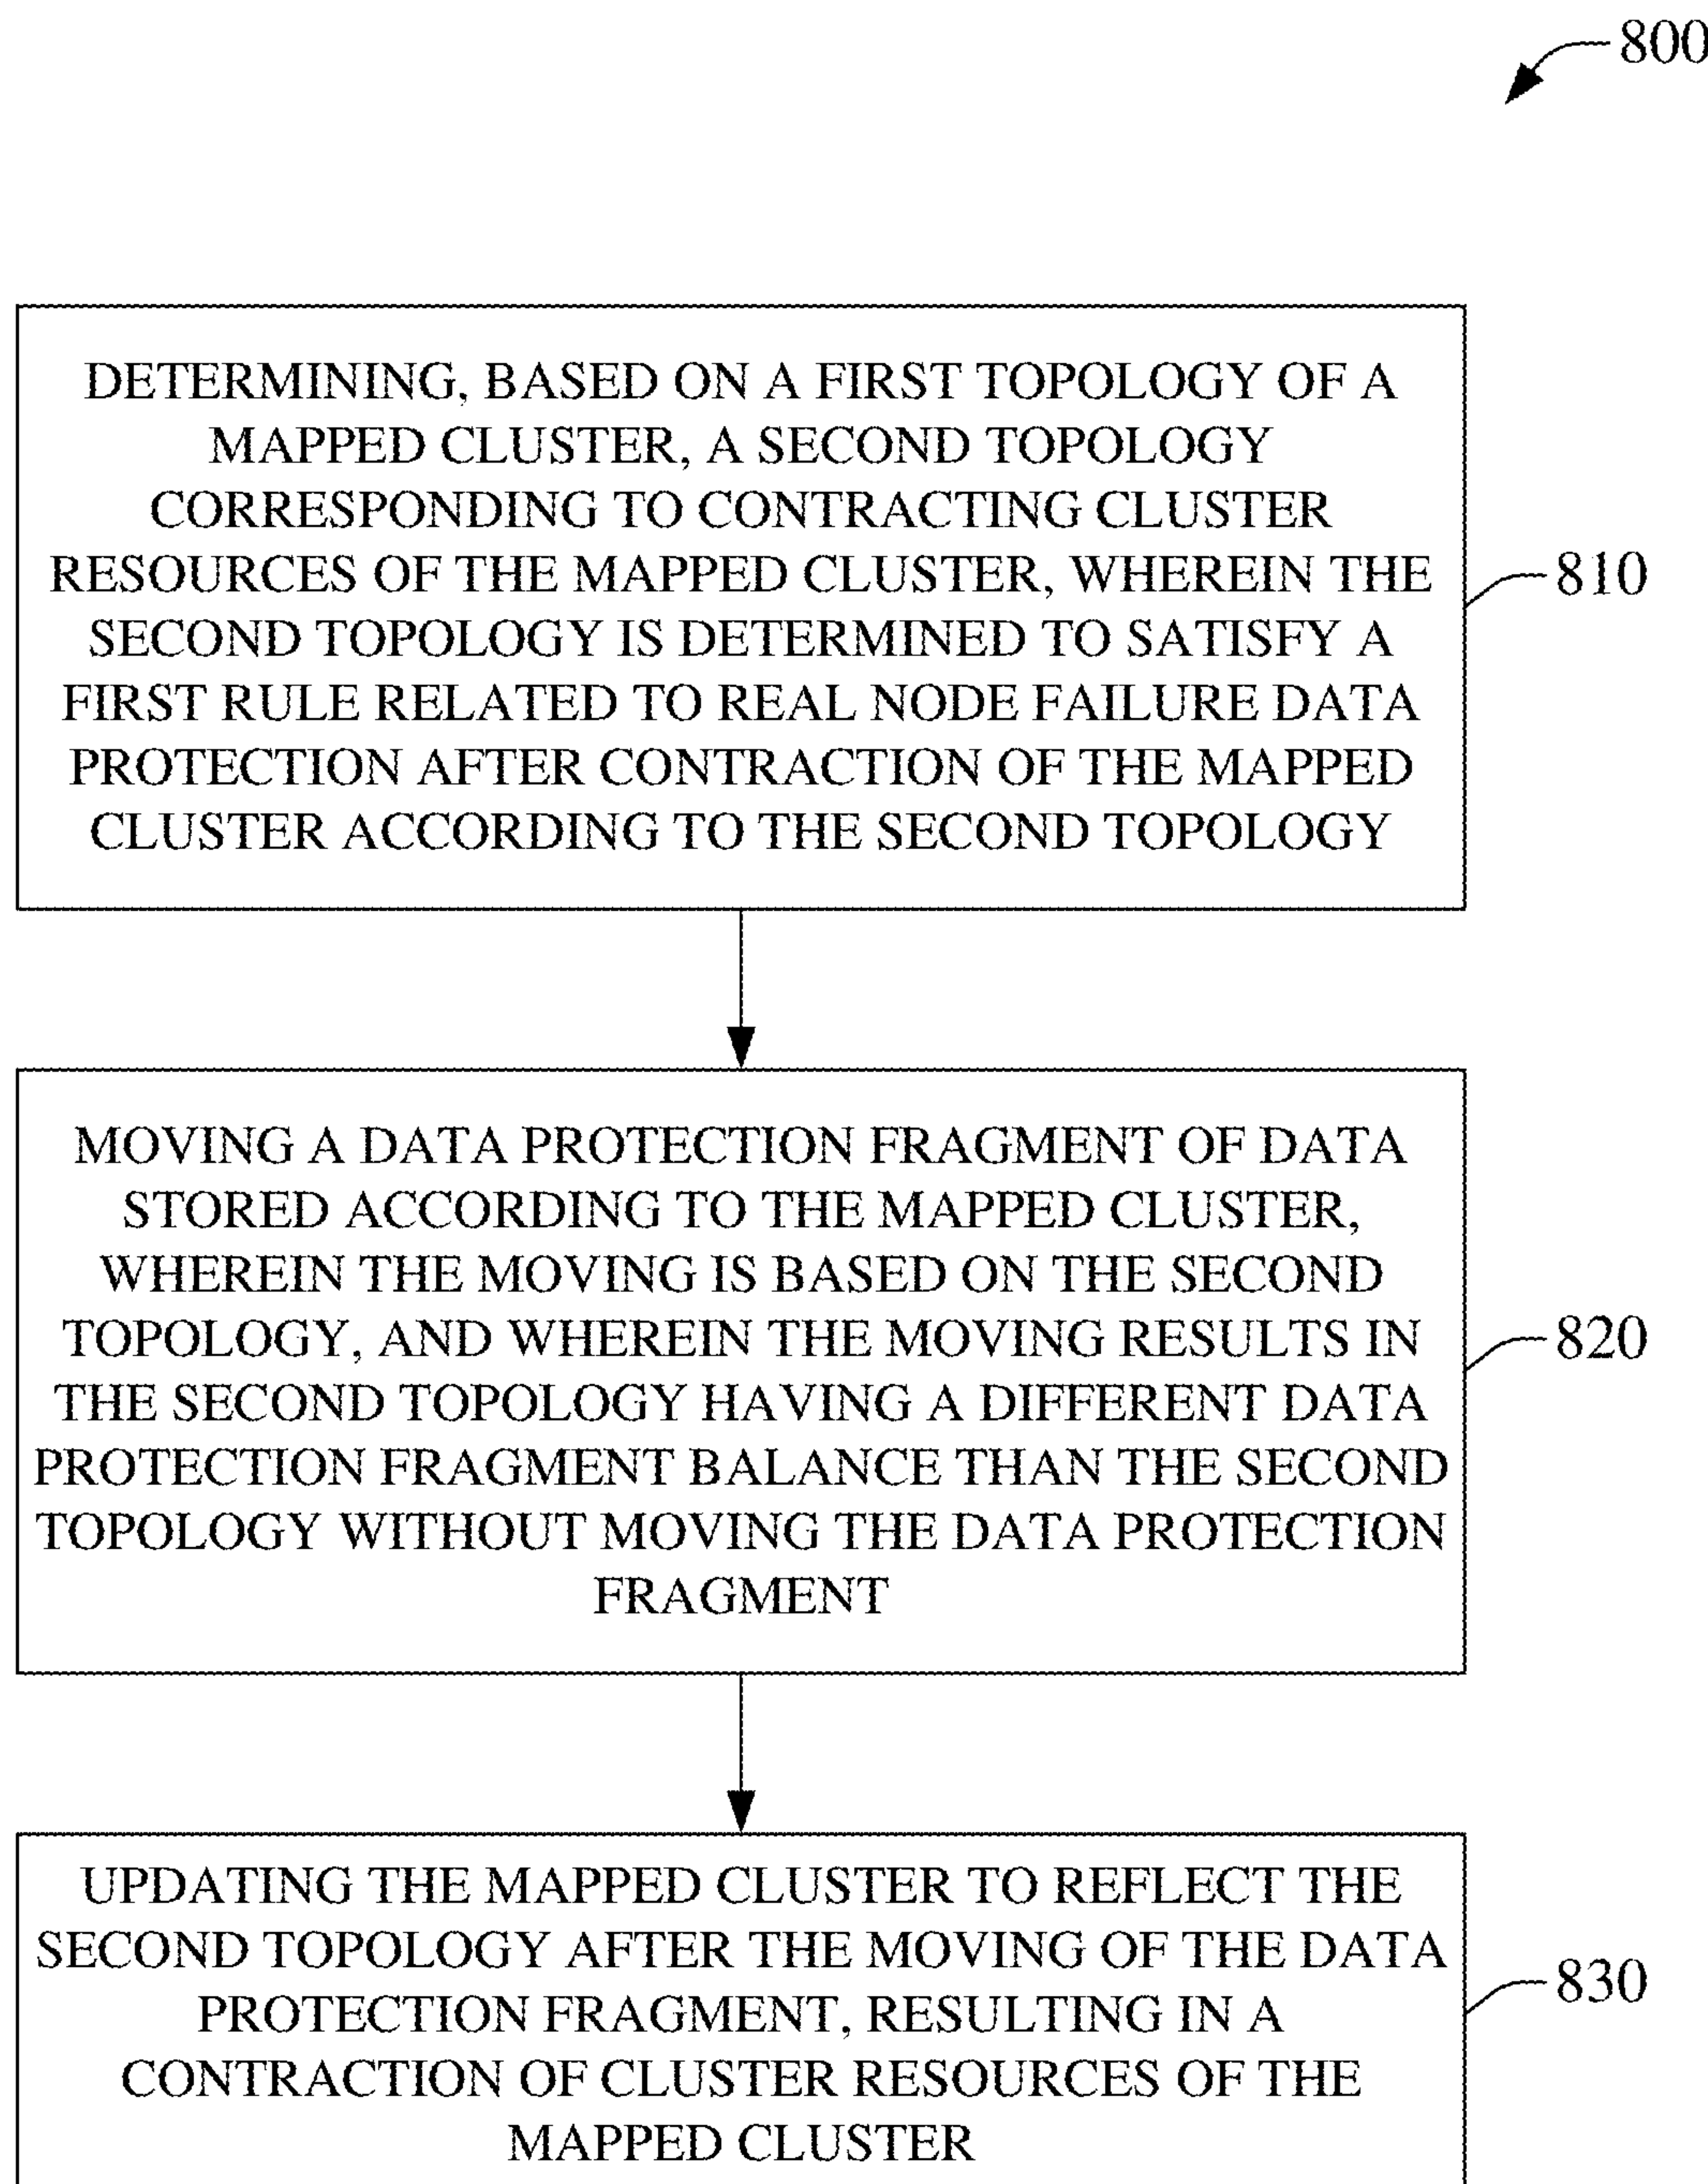 800
DETERMINING, BASED ON A FIRST TOPOLOGY OF A
MAPPED CLUSTER, A SECOND TOPOLOGY
CORRESPONDING TO CONTRACTING CLUSTER
RESOURCES OF THE MAPPED CLUSTER, WHEREIN THE
SECOND TOPOLOGY IS DETERMINED TO SATISFY A
FIRST RULE RELATED TO REAL NODE FAILURE DATA
PROTECTION AFTER CONTRACTION OF THE MAPPED
CLUSTER ACCORDING TO THE SECOND TOPOLOGY
810
MOVING A DATA PROTECTION FRAGMENT OF DATA
STORED ACCORDING TO THE MAPPED CLUSTER,
WHEREIN THE MOVING IS BASED ON THE SECOND
TOPOLOGY, AND WHEREIN THE MOVING RESULTS IN
THE SECOND TOPOLOGY HAVING A DIFFERENT DATA
PROTECTION FRAGMENT BALANCE THAN THE SECOND
TOPOLOGY WITHOUT MOVING THE DATA PROTECTION
FRAGMENT
820
UPDATING THE MAPPED CLUSTER TO REFLECT THE
SECOND TOPOLOGY AFTER THE MOVING OF THE DATA
PROTECTION FRAGMENT, RESULTING IN A
CONTRACTION OF CLUSTER RESOURCES OF THE
MAPPED CLUSTER
830